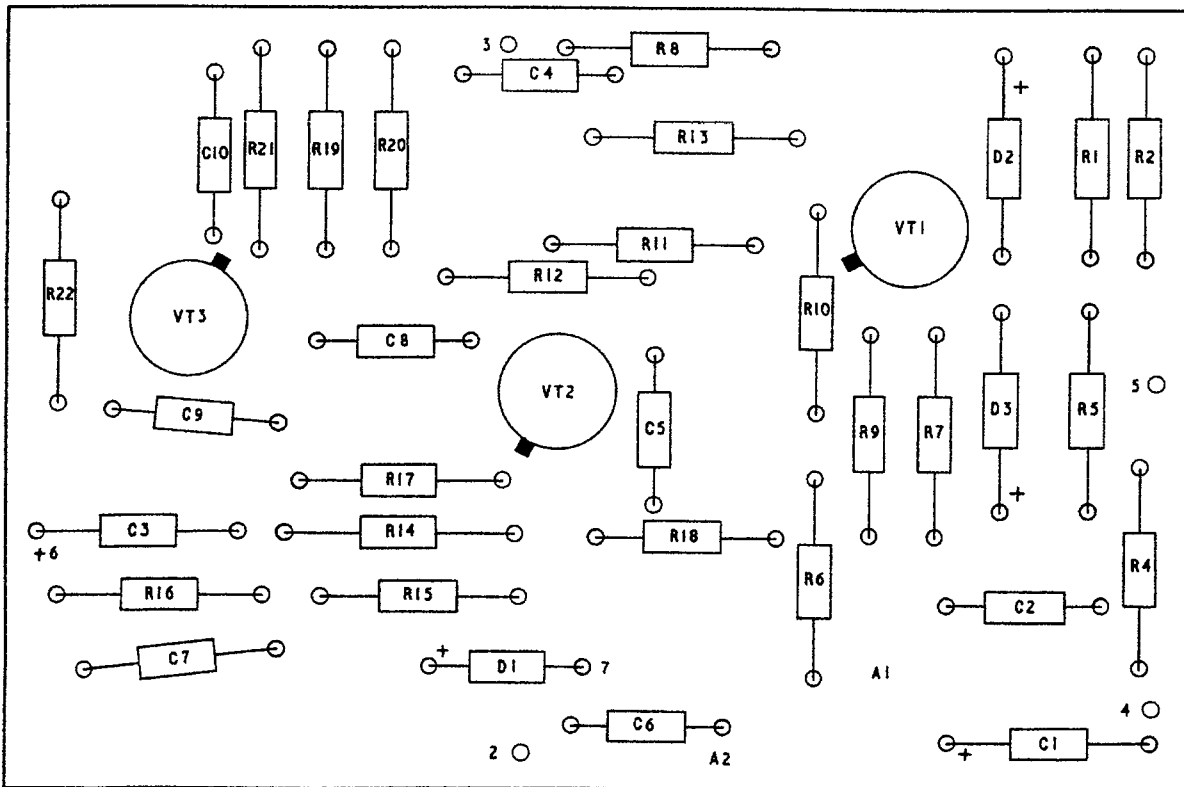 3
R8
C4
+
R13
C10
R21
R19
R20
D2
R1
R2
VT1
R11
R12
R22
R10
VT3
C8
VT2
5
C9
C5
R9
R7
D3
R5
R17
+
C3
R14
R18
+6
R6
R4
R16
R15
C2
C7
+
D1
7
A1
4
C6
2
A2
+
C1